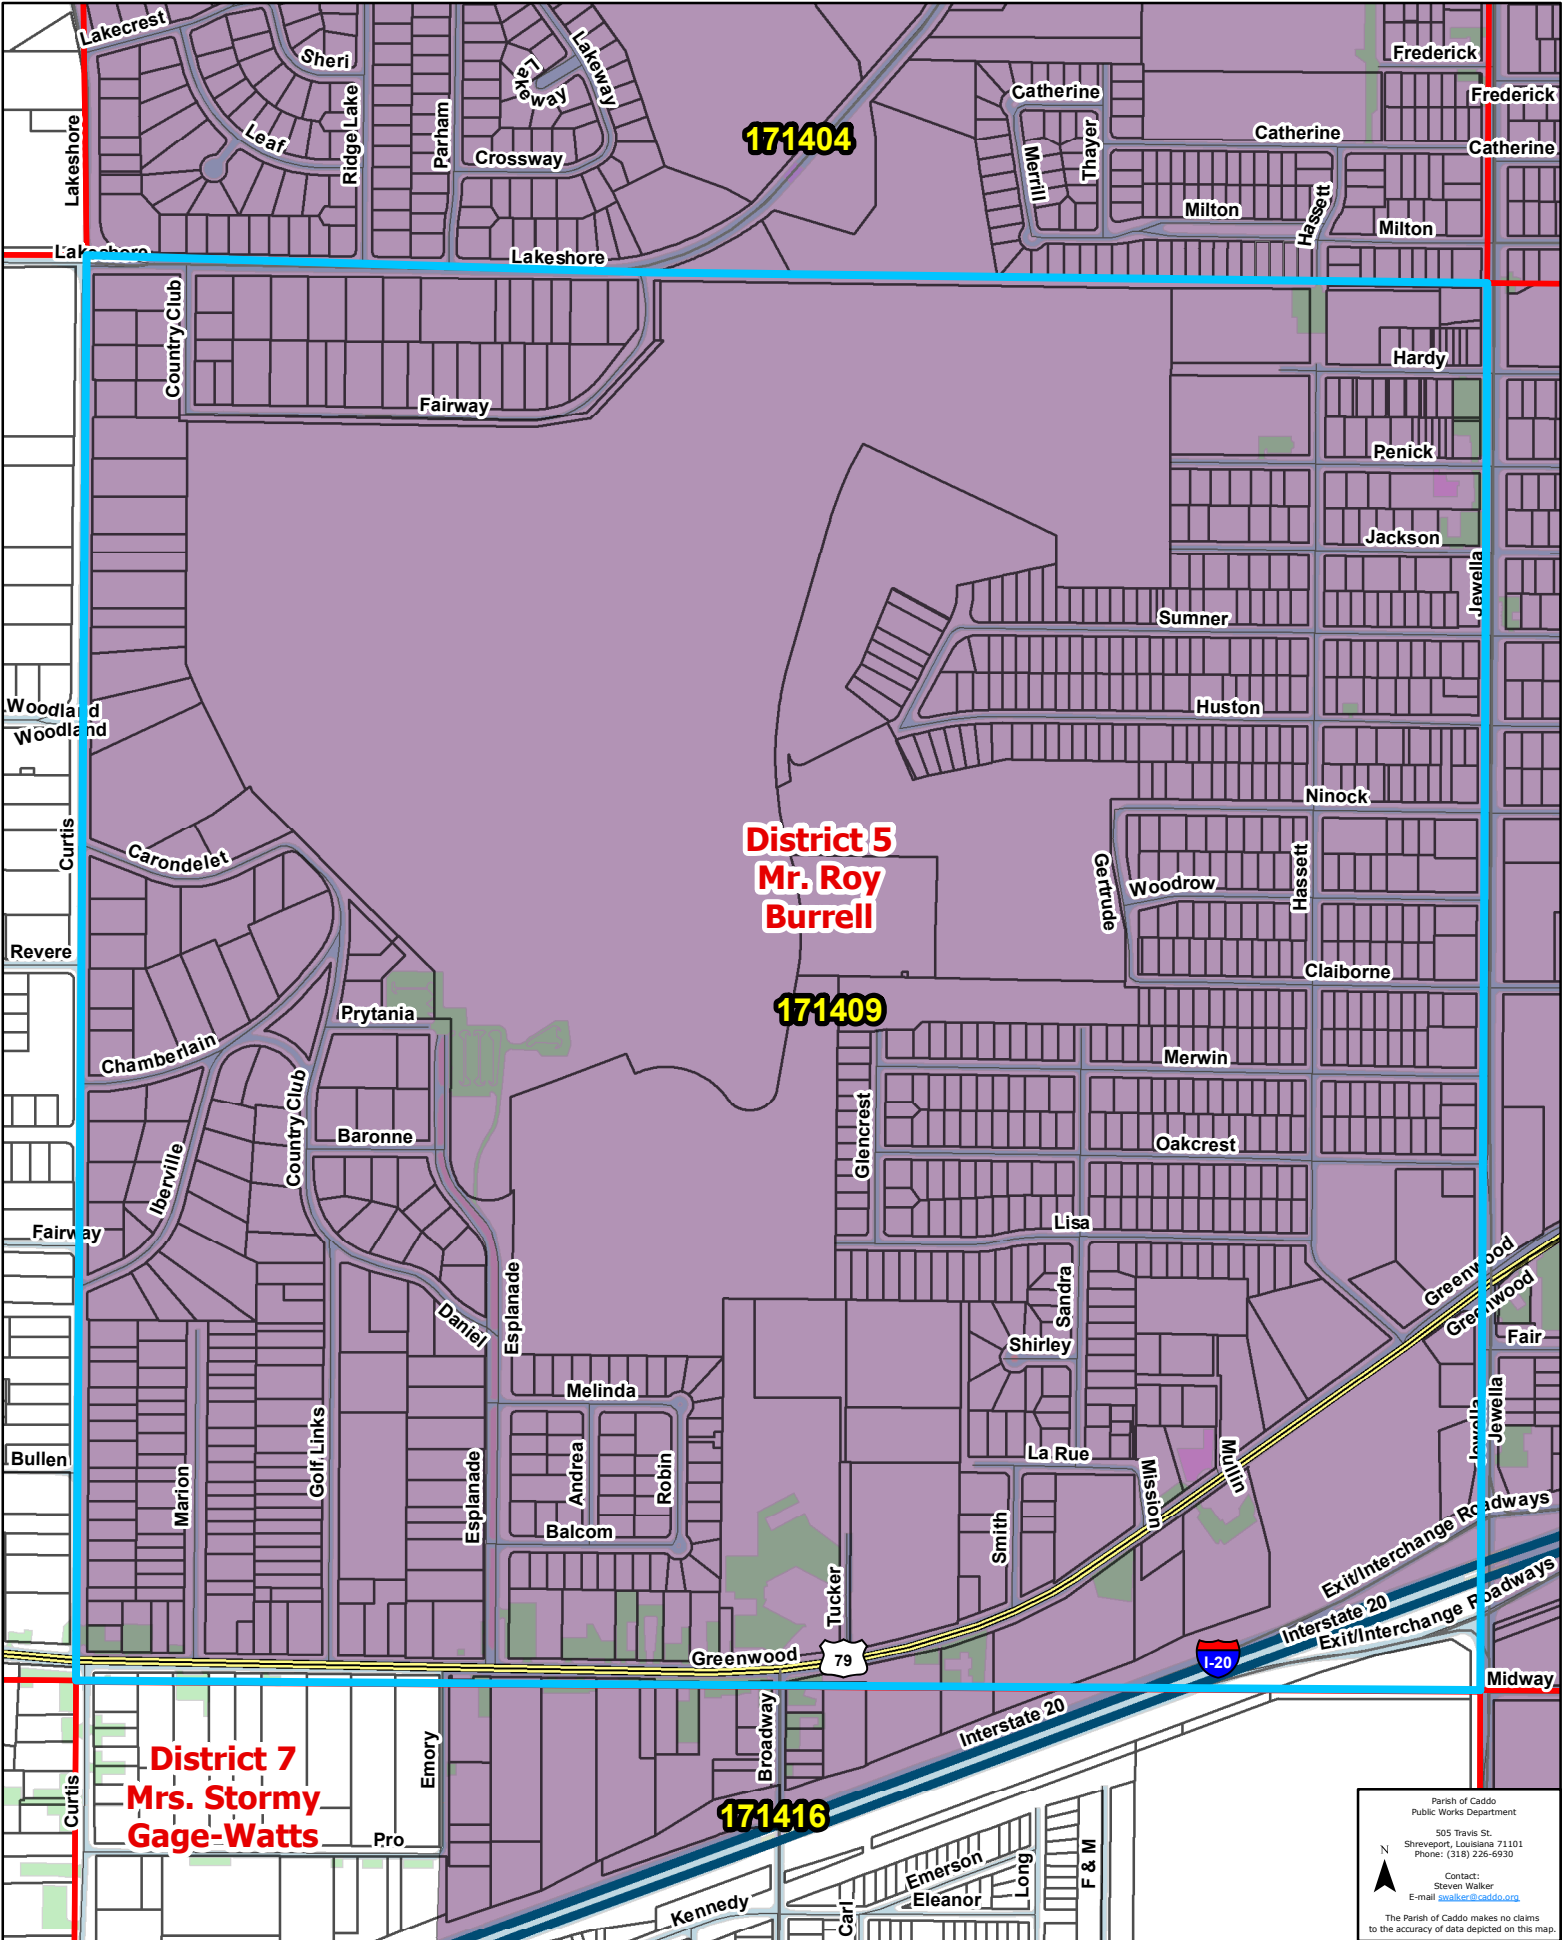 Lakecrest
Sheri
Lakeway
Lakeway
Frederick
Frederick
Lakeshore
Leaf
Ridge Lake
Parham
Crossway
171404
Catherine
Catherine
Catherine
Thayer
Merrill
Milton
Hassett
Milton
Lakeshore
Lakeshore
Country Club
Fairway
Hardy
Penick
Jackson
Jewella
Sumner
Huston
Woodland
Woodland
Ninock
Curtis
Carondelet
District 5
Mr. Roy
Burrell
Gertrude
Woodrow
Hassett
Revere
Claiborne
171409
Prytania
Chamberlain
Merwin
Country Club
Glencrest
Baronne
Oakcrest
Iberville
Fairway
Lisa
Sandra
Greenwood
Greenwood
Esplanade
Daniel
Shirley
Fair
Melinda
Jewella
Jewella
Golf Links
Andrea
Robin
La Rue
Mission
Mullin
Bullen
Marion
Esplanade
Balcom
Smith
Exit/Interchange Roadways
Tucker
Interstate 20
Exit/Interchange Roadways
Greenwood
79
I-20
Midway
Interstate 20
Broadway
Emory
District 7
Mrs. Stormy
Gage-Watts
Curtis
Pro
171416
Kennedy
Carl
Emerson
Eleanor
Long
F & M
Parish of Caddo
Public Works Department
505 Travis St.
Shreveport, Louisiana 71101
Phone: (318) 226-6930
N
Contact:
Steven Walker
E-mail swalker@caddo.org
The Parish of Caddo makes no claims
to the accuracy of data depicted on this map.